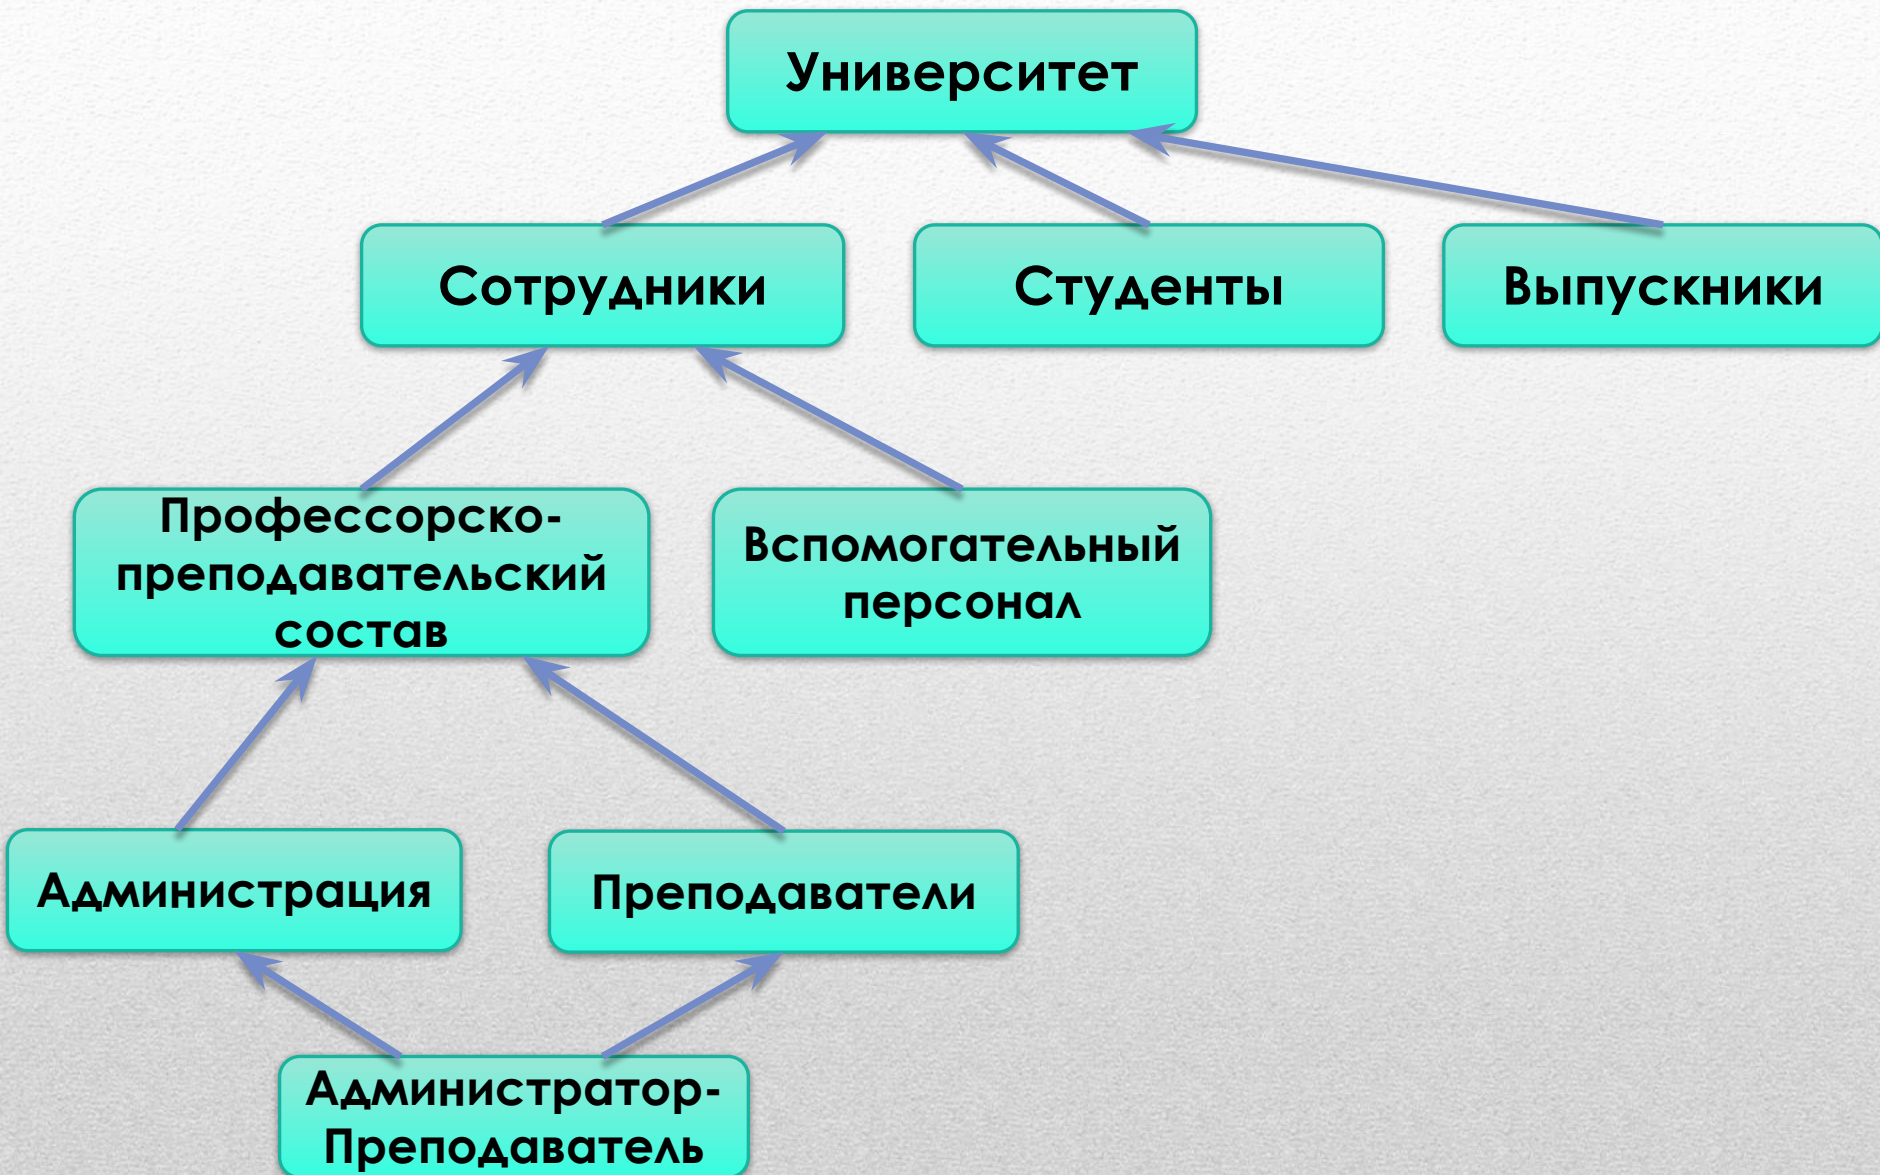 Университет
Сотрудники
Студенты
Выпускники
Профессорско-
преподавательский
состав
Вспомогательный
персонал
Администрация
Преподаватели
Администратор-
Преподаватель